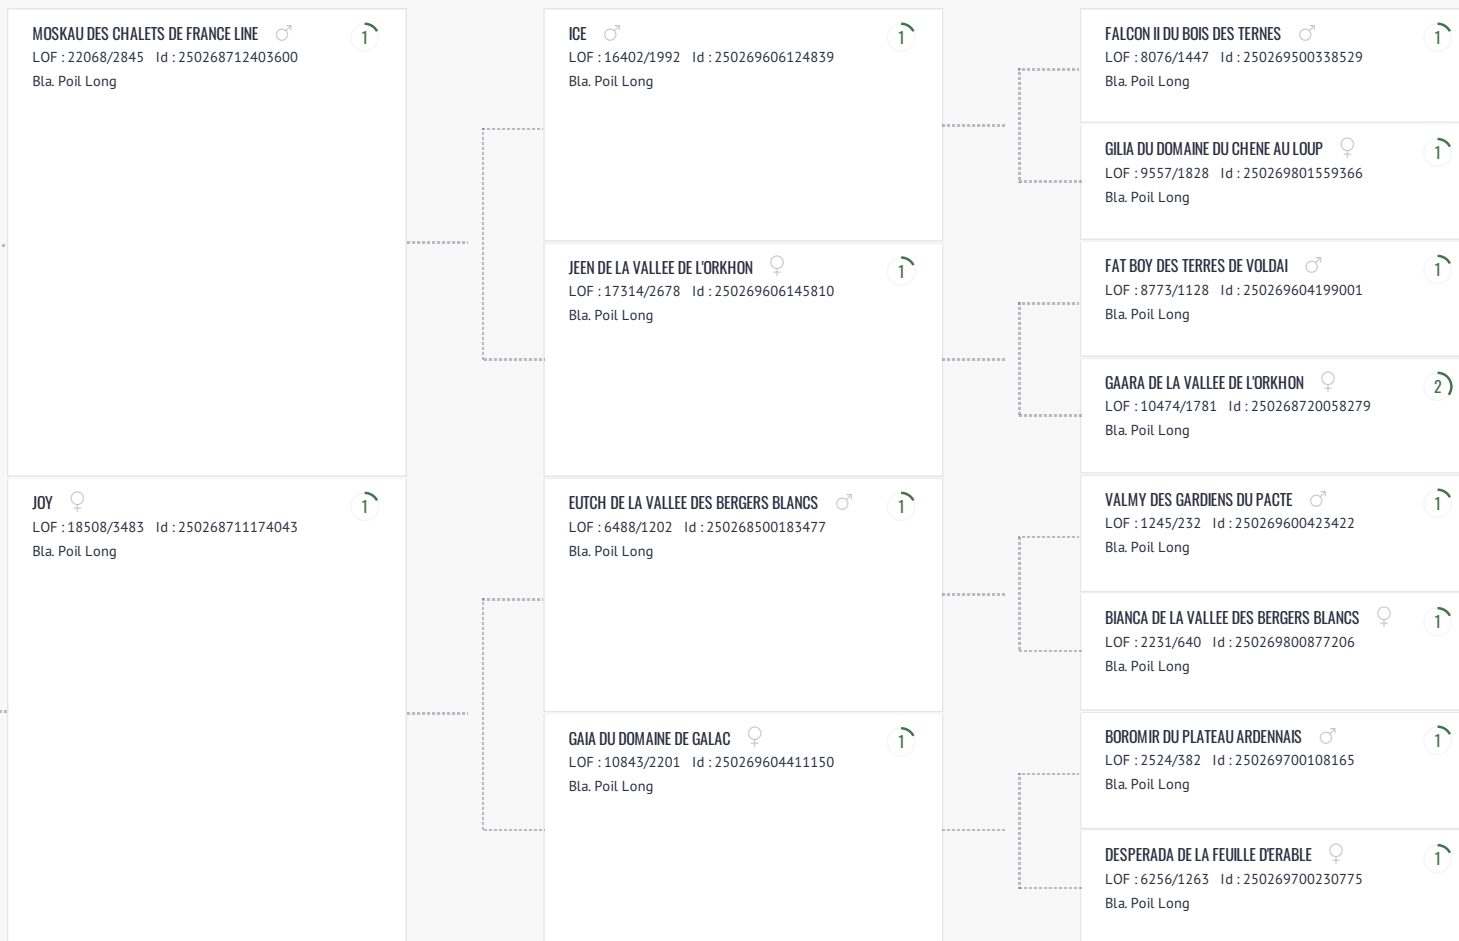 MOSKAU DES CHALETS DE FRANCE LINE 1
LOF : 22068/2845 Id : 250268712403600
Bla. Poil Long
JOY 1
LOF : 18508/3483 Id : 250268711174043
Bla. Poil Long
ICE 1
LOF : 16402/1992 Id : 250269606124839
Bla. Poil Long
JEEN DE LA VALLEE DE L'ORKHON 1
LOF : 17314/2678 Id : 250269606145810
Bla. Poil Long
EUTCH DE LA VALLEE DES BERGERS BLANCS 1
LOF : 6488/1202 Id : 250268500183477
Bla. Poil Long
GAIA DU DOMAINE DE GALAC 1
LOF : 10843/2201 Id : 250269604411150
Bla. Poil Long
FALCON II DU BOIS DES TERNES 1
LOF : 8076/1447 Id : 250269500338529
Bla. Poil Long
GILIA DU DOMAINE DU CHENE AU LOUP 1
LOF : 9557/1828 Id : 250269801559366
Bla. Poil Long
FAT BOY DES TERRES DE VOLDAI 1
LOF : 8773/1128 Id : 250269604199001
Bla. Poil Long
GAARA DE LA VALLEE DE L'ORKHON 2
LOF : 10474/1781 Id : 250268720058279
Bla. Poil Long
VALMY DES GARDIENS DU PACTE 1
LOF : 1245/232 Id : 250269600423422
Bla. Poil Long
BIANCA DE LA VALLEE DES BERGERS BLANCS 1
LOF : 2231/640 Id : 250269800877206
Bla. Poil Long
BOROMIR DU PLATEAU ARDENNAIS 1
LOF : 2524/382 Id : 250269700108165
Bla. Poil Long
DESPERADA DE LA FEUILLE D'ERABLE 1
LOF : 6256/1263 Id : 250269700230775
Bla. Poil Long